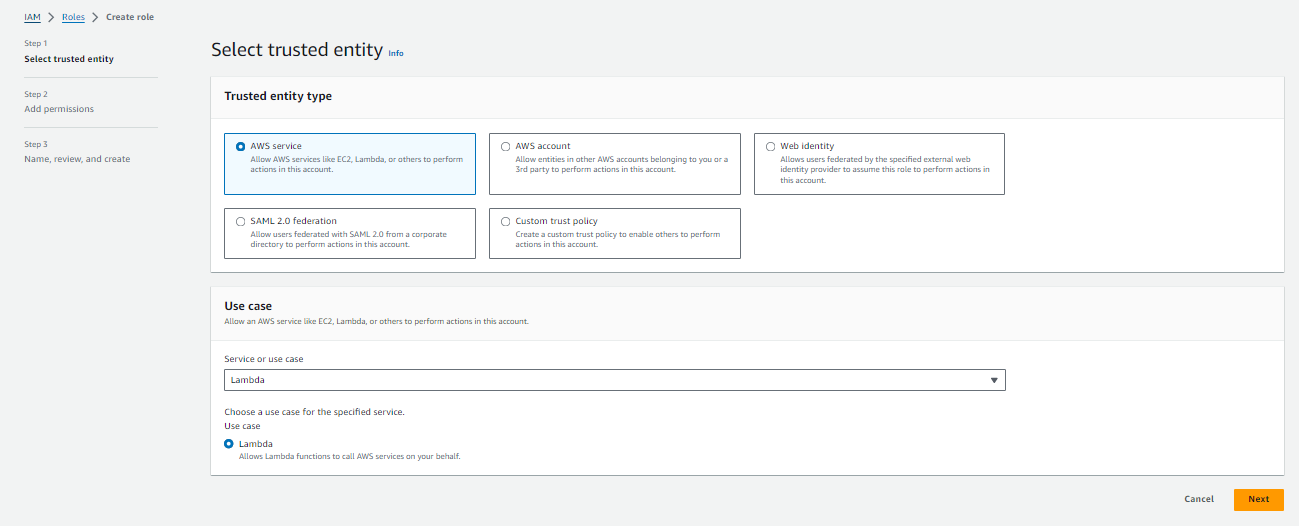 IAM > Roles > Create role
Step 1
Select trusted entity
Step 2
Add permissions
Step 3
Name, review, and create
Select trusted entity Info
Trusted entity type
AWS service
Allow AWS services like EC2, Lambda, or others to perform
actions in this account.
AWS account
Allow entities in other AWS accounts belonging to you or a
3rd party to perform actions in this account.
Web identity
Allows users federated by the specified external web
identity provider to assume this role to perform actions in
this account.
SAML 2.0 federation
Allow users federated with SAML 2.0 from a corporate
directory to perform actions in this account.
Custom trust policy
Create a custom trust policy to enable others to perform
actions in this account.
Use case
Allow an AWS service like EC2, Lambda, or others to perform actions in this account.
Service or use case
Lambda
Choose a use case for the specified service.
Use case
Lambda
Allows Lambda functions to call AWS services on your behalf.
Cancel Next